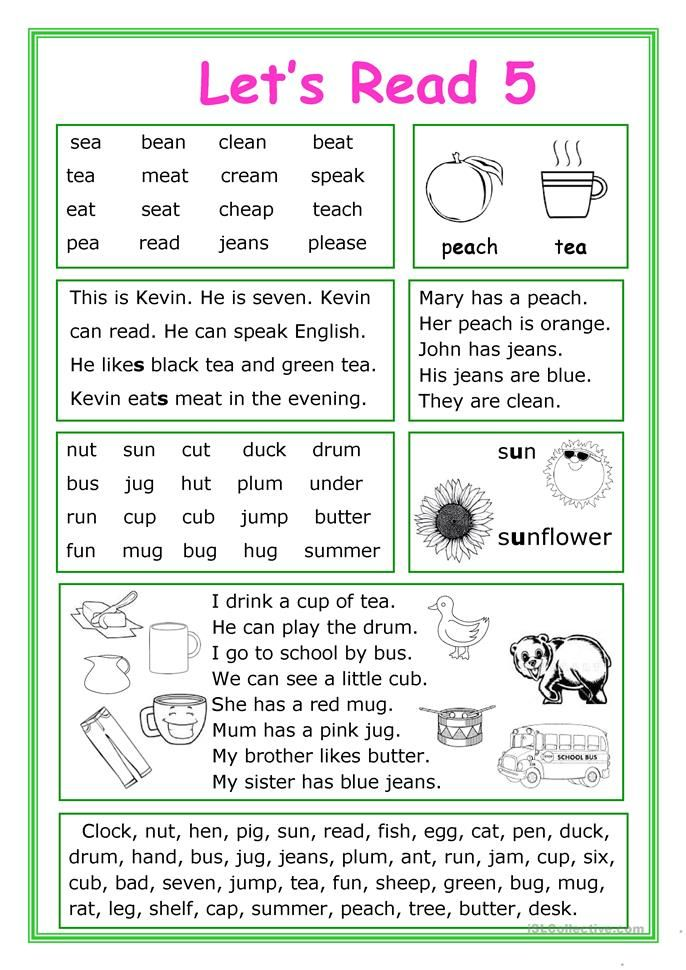 Let's Read 5
sea bean clean beat
tea meat cream speak
eat seat cheap teach
pea read jeans please
peach tea
This is Kevin. He is seven. Kevin
can read. He can speak English.
He likes black tea and green tea.
Kevin eats meat in the evening.
Mary has a peach.
Her peach is orange.
John has jeans.
His jeans are blue.
They are clean.
nut sun cut duck drum
bus jug hut plum under
run cup cub jump butter
fun mug bug hug summer
sun
sunflower
I drink a cup of tea.
He can play the drum.
I go to school by bus.
We can see a little cub.
She has a red mug.
Mum has a pink jug.
My brother likes butter.
My sister has blue jeans.
SCHOOL BUS
Clock, nut, hen, pig, sun, read, fish, egg, cat, pen, duck,
drum, hand, bus, jug, jeans, plum, ant, run, jam, cup, six,
cub, bad, seven, jump, tea, fun, sheep, green, bug, mug,
rat, leg, shelf, cap, summer, peach, tree, butter, desk.
iSLCollective.com